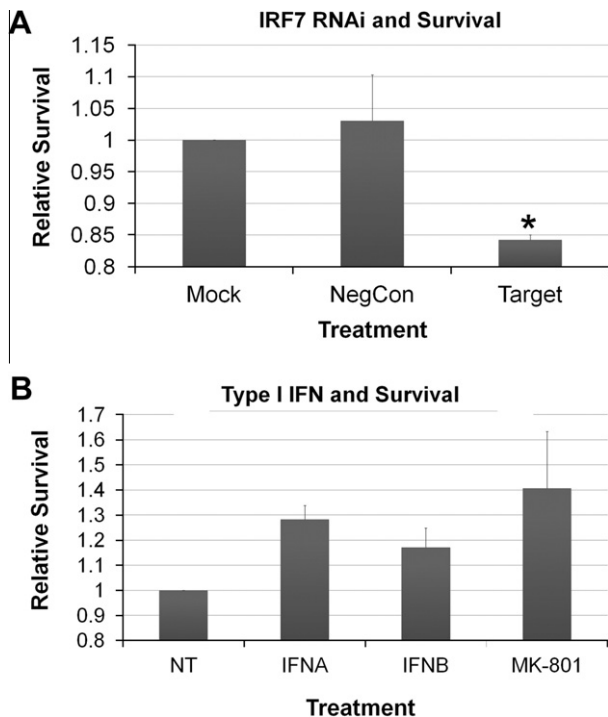 A
IRF7 RNAi and Survival
Relative Survival
1.15
1.1
1.05
1
0.95
0.9
0.85
0.8
*
Mock NegCon Target
Treatment
B
Type I IFN and Survival
Relative Survival
1.7
1.6
1.5
1.4
1.3
1.2
1.1
1
0.9
0.8
NT IFNA IFNB MK-801
Treatment